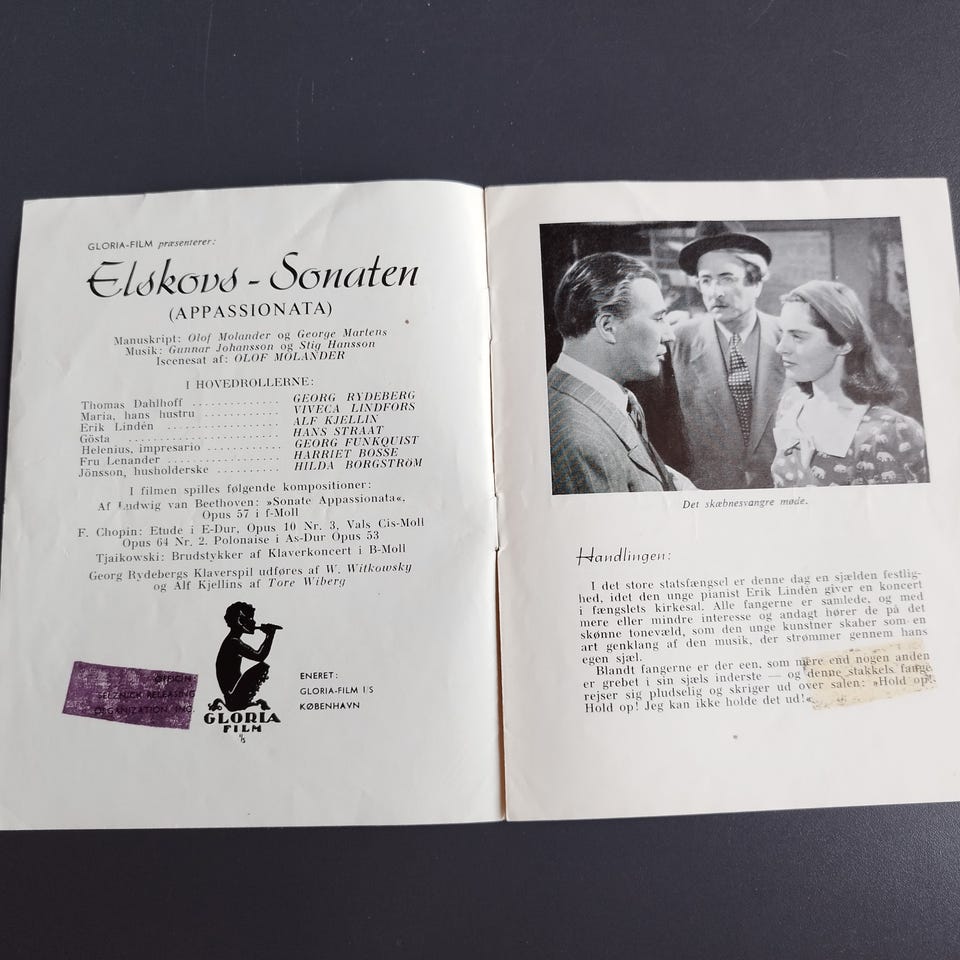 GLORIA-FILM præsenterer:
Elskovs-Sonaten
(APPASSIONATA)
Manuskript: Olof Molander og George Martens
Musik: Gunnar Johansson og Stig Hansson
Iscenesat af: OLOF MOLANDER
I HOVEDROLLERNE:
Thomas Dahlhoff ............. GEORG RYDEBERG
Maria, hans hustru ........... VIVECA LINDFORS
Erik Lindén ................. ALF KJELLIN
Gösta ....................... HANS STRAAT
Helenius, impresario ......... GEORG FUNKQUIST
Fru Lenander ................ HARRIET BOSSE
Jönsson, husholderske ......... HILDA BORGSTRÖM
I filmen spilles følgende kompositioner:
Af Ludwig van Beethoven: »Sonate Appassionata«,
Opus 57 i f-Moll
F. Chopin: Etude i E-Dur, Opus 10 Nr. 3, Vals Cis-Moll
Opus 64 Nr. 2. Polonaise i As-Dur Opus 53
Tjaikowski: Brudstykker af Klaverkoncert i B-Moll
Georg Rydebergs Klaverspil udføres af W. Witkowsky
og Alf Kjellins af Tore Wiberg
SELZNICK RELEASING
ORGANIZATION INC.
GLORIA
FILM
I/S
ENERET:
GLORIA-FILM I/S
KØBENHAVN
Det skæbnesvangre møde.
Handlingen:
I det store statsfængsel er denne dag en sjælden festlig-
hed, idet den unge pianist Erik Lindén giver en koncert
i fængslets kirkesal. Alle fangerne er samlede, og med
mere eller mindre interesse og andagt hører de på det
skønne tonevæld, som den unge kunstner skaber som en
art genklang af den musik, der strømmer gennem hans
egen sjæl.
Blandt fangerne er der een, som mere end nogen anden
er grebet i sin sjæls inderste — og denne stakkels fange
rejser sig pludselig og skriger ud over salen: »Hold op!
Hold op! Jeg kan ikke holde det ud!«